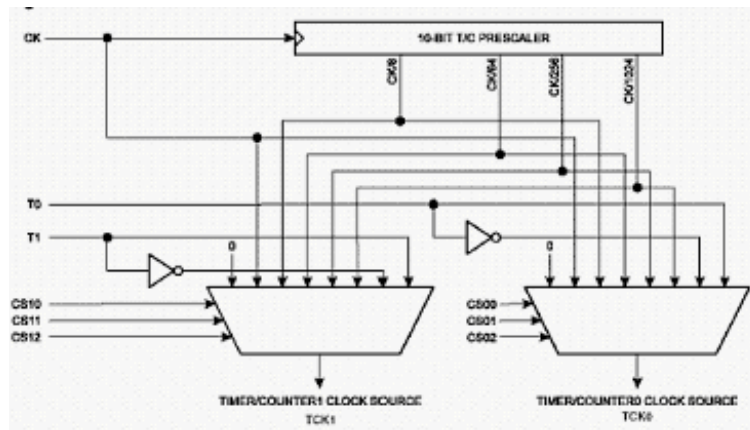 CK
10-BIT T/C PRESCALER
CK/8
CK/64
CK/256
CK/1024
T0
T1
0
0
CS10
CS11
CS12
CS00
CS01
CS02
TIMER/COUNTER1 CLOCK SOURCE
TCK1
TIMER/COUNTER0 CLOCK SOURCE
TCK0